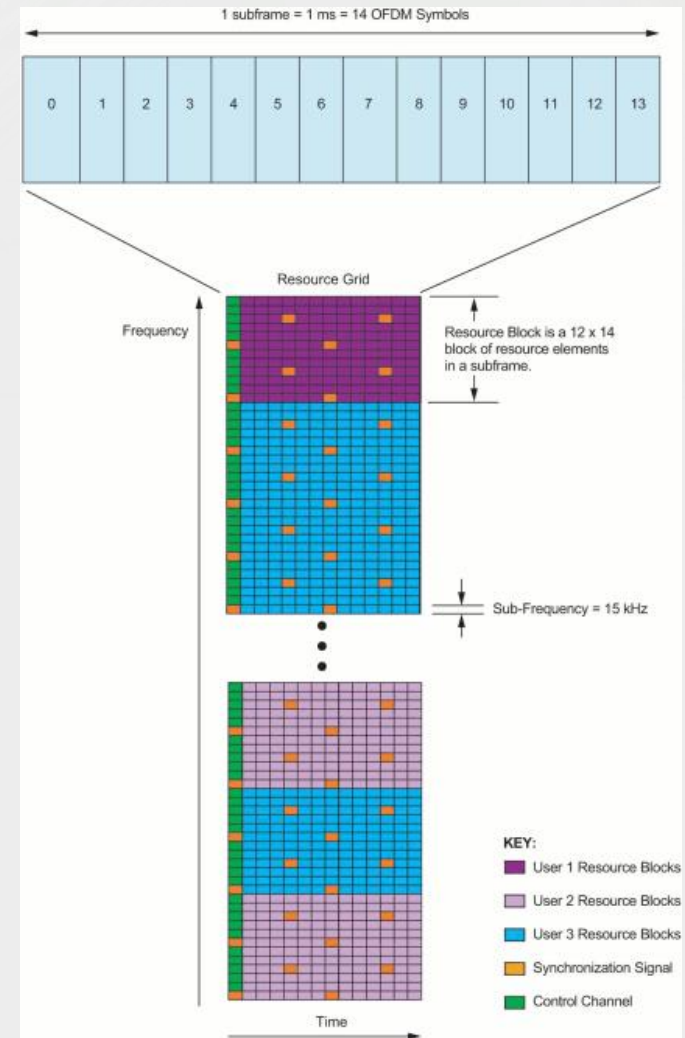 1 subframe = 1 ms = 14 OFDM Symbols
0 1 2 3 4 5 6 7 8 9 10 11 12 13
Resource Grid
Frequency
Resource Block is a 12 x 14
block of resource elements
in a subframe.
Sub-Frequency = 15 kHz
KEY:
User 1 Resource Blocks
User 2 Resource Blocks
User 3 Resource Blocks
Synchronization Signal
Control Channel
Time